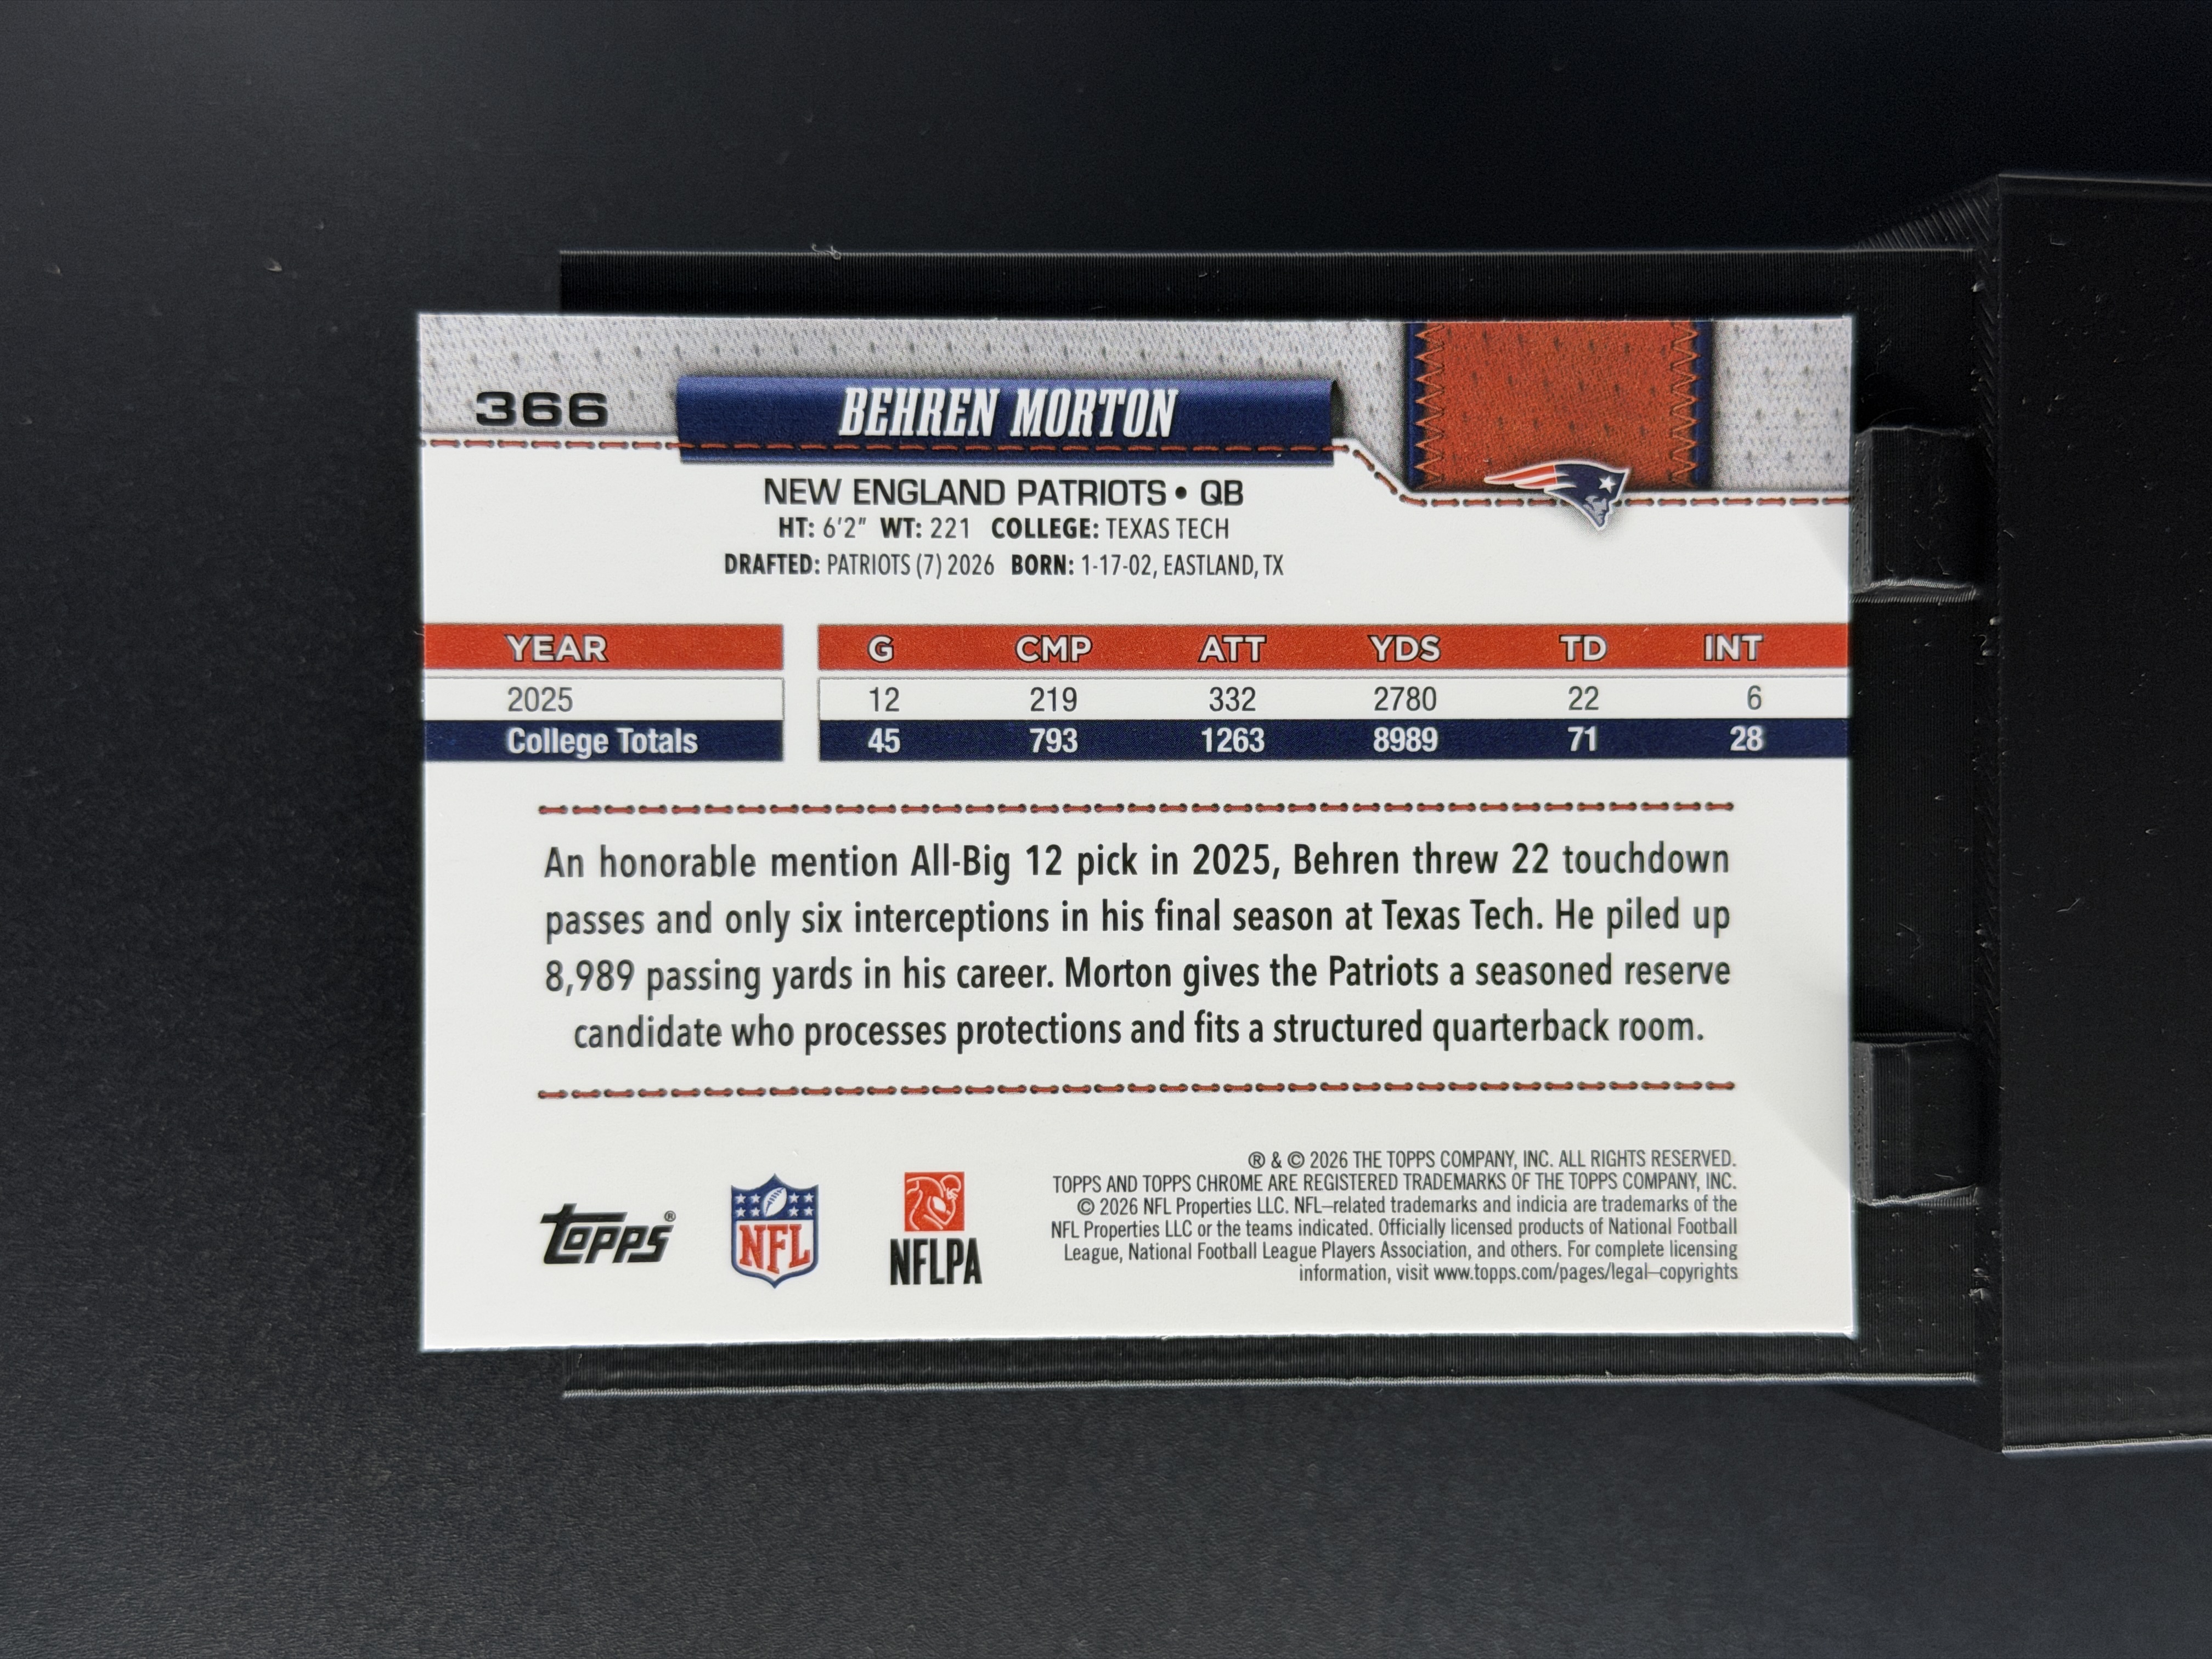 366
BEHREN MORTON
NEW ENGLAND PATRIOTS • QB
HT: 6'2" WT: 221 COLLEGE: TEXAS TECH
DRAFTED: PATRIOTS (7) 2026 BORN: 1-17-02, EASTLAND, TX
YEAR G CMP ATT YDS TD INT
2025 12 219 332 2780 22 6
College Totals 45 793 1263 8989 71 28
An honorable mention All-Big 12 pick in 2025, Behren threw 22 touchdown
passes and only six interceptions in his final season at Texas Tech. He piled up
8,989 passing yards in his career. Morton gives the Patriots a seasoned reserve
candidate who processes protections and fits a structured quarterback room.
topps®
NFL
NFLPA
® & © 2026 THE TOPPS COMPANY, INC. ALL RIGHTS RESERVED.
TOPPS AND TOPPS CHROME ARE REGISTERED TRADEMARKS OF THE TOPPS COMPANY, INC.
© 2026 NFL Properties LLC. NFL-related trademarks and indicia are trademarks of the
NFL Properties LLC or the teams indicated. Officially licensed products of National Football
League, National Football League Players Association, and others. For complete licensing
information, visit www.topps.com/pages/legal-copyrights